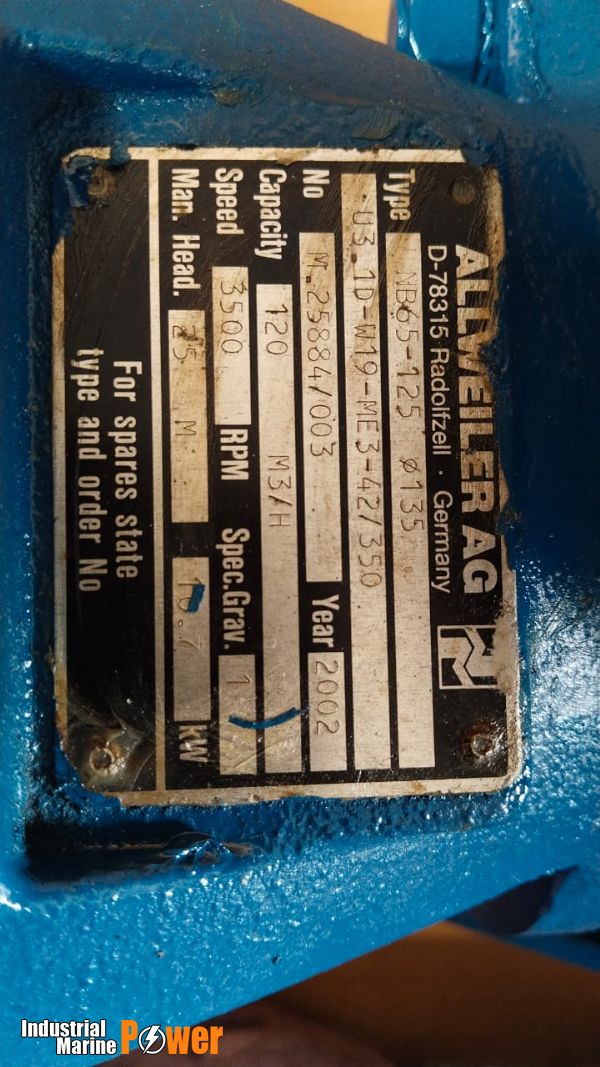 ALLWEILER AG
D-78315 Radolfzell · Germany
Type NB65-125 ø135
U3.1D-W19-ME3-42/350
No M.25884/003 Year 2002
Capacity 120 M3/H
Speed 3500 RPM Spec.Grav. 1
Man. Head. 25 M 10.7 kW
For spares state
type and order No
Industrial
Marine Power